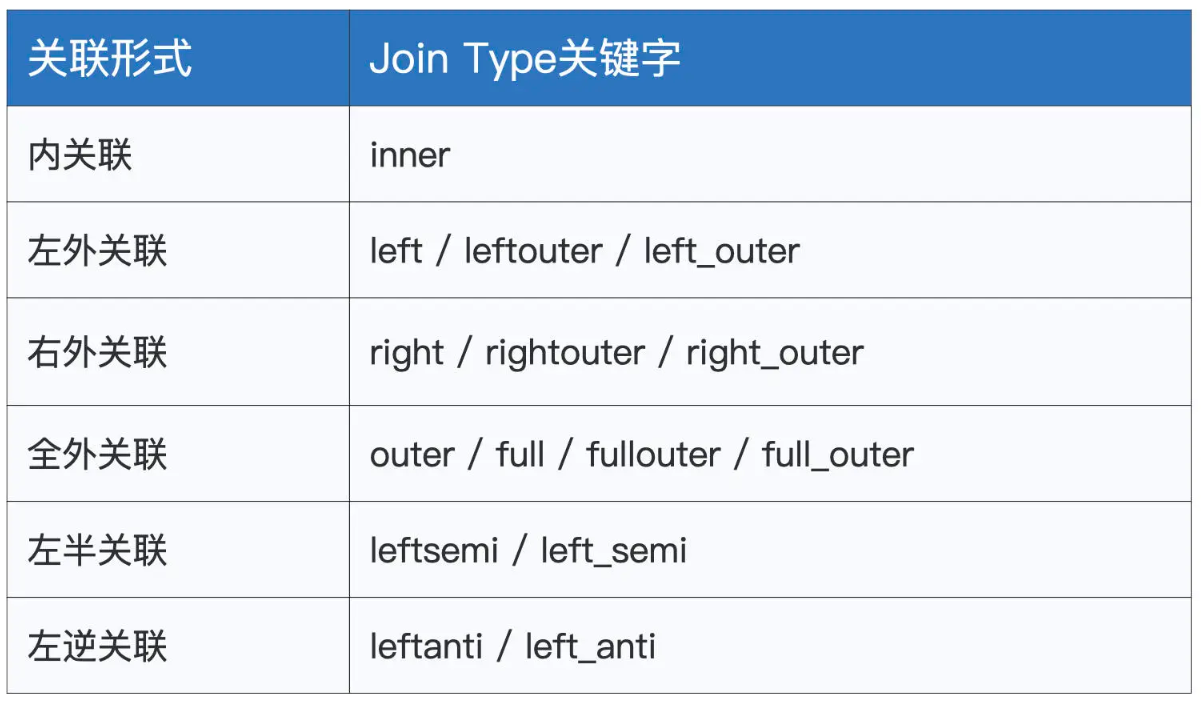 关联形式 Join Type关键字
内关联 inner
左外关联 left / leftouter / left_outer
右外关联 right / rightouter / right_outer
全外关联 outer / full / fullouter / full_outer
左半关联 leftsemi / left_semi
左逆关联 leftanti / left_anti